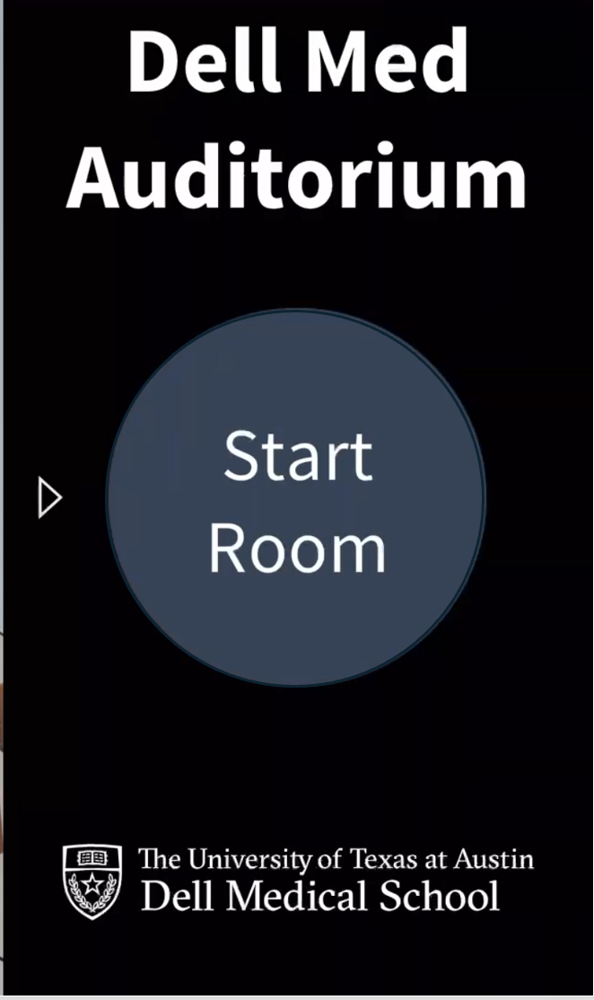 Dell Med
Auditorium
Start
Room
The University of Texas at Austin
Dell Medical School